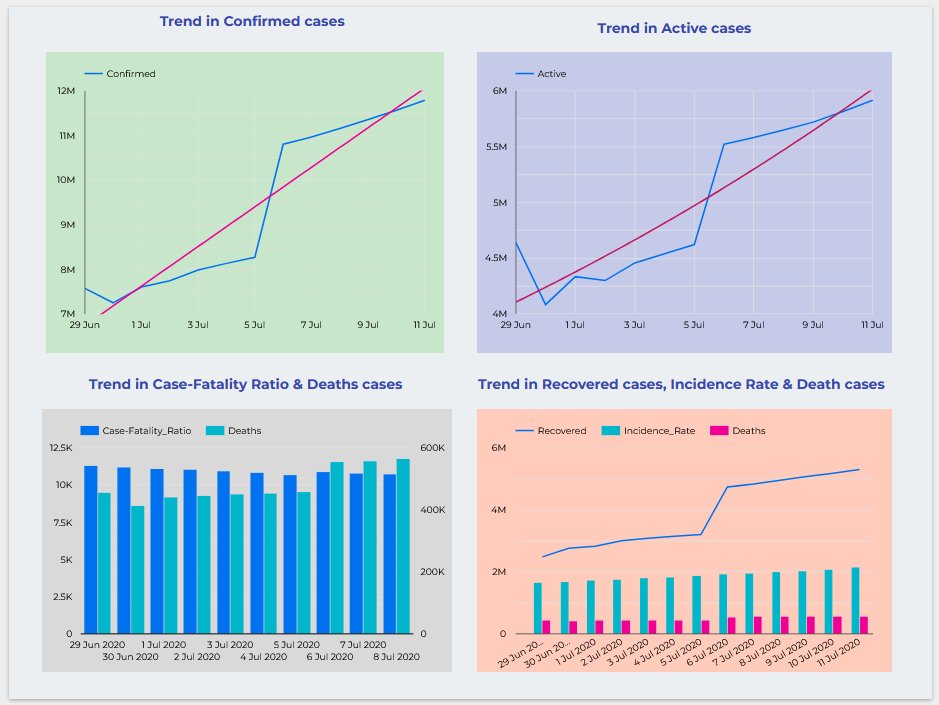 Trend in Confirmed cases
Confirmed
12M
11M
10M
9M
8M
7M
29 Jun 1 Jul 3 Jul 5 Jul 7 Jul 9 Jul 11 Jul
Trend in Active cases
Active
6M
5.5M
5M
4.5M
4M
29 Jun 1 Jul 3 Jul 5 Jul 7 Jul 9 Jul 11 Jul
Trend in Case-Fatality Ratio & Deaths cases
Case-Fatality_Ratio Deaths
12.5K 600K
10K
400K
7.5K
5K
200K
2.5K
0 0
29 Jun 2020 1 Jul 2020 3 Jul 2020 5 Jul 2020 7 Jul 2020
30 Jun 2020 2 Jul 2020 4 Jul 2020 6 Jul 2020 8 Jul 2020
Trend in Recovered cases, Incidence Rate & Death cases
Recovered Incidence_Rate Deaths
6M
4M
2M
0
29 Jun 20... 30 Jun 20... 1 Jul 2020 2 Jul 2020 3 Jul 2020 4 Jul 2020 5 Jul 2020 6 Jul 2020 7 Jul 2020 8 Jul 2020 9 Jul 2020 10 Jul 2020 11 Jul 2020